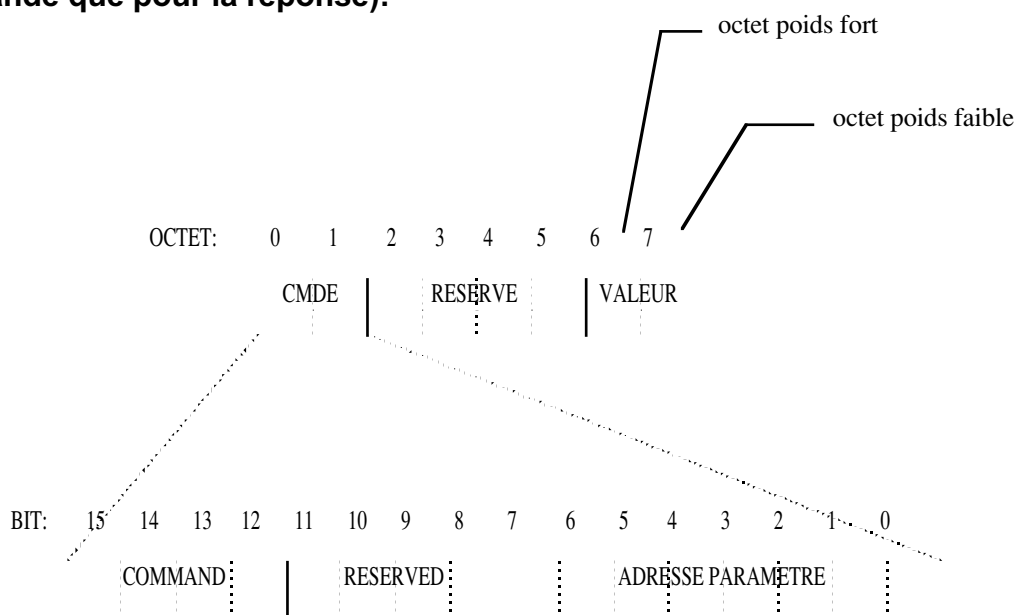 ande que pour la réponse).
octet poids fort
octet poids faible
OCTET: 0 1 2 3 4 5 6 7
CMDE RESERVE VALEUR
BIT: 15 14 13 12 11 10 9 8 7 6 5 4 3 2 1 0
COMMAND RESERVED ADRESSE PARAMETRE